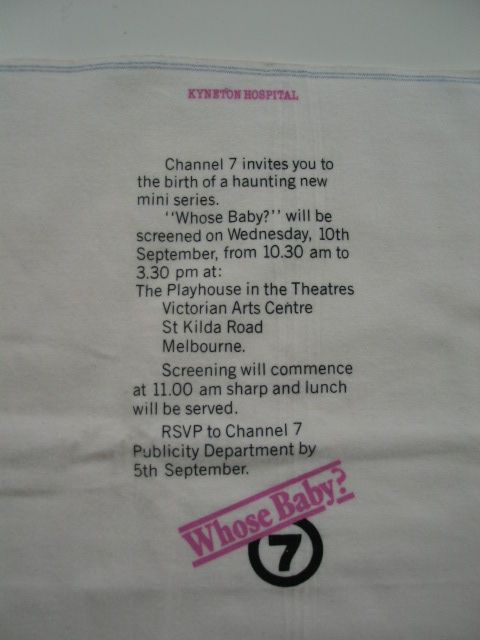 KYNETON HOSPITAL
Channel 7 invites you to
the birth of a haunting new
mini series.
"Whose Baby?" will be
screened on Wednesday, 10th
September, from 10.30 am to
3.30 pm at:
The Playhouse in the Theatres
Victorian Arts Centre
St Kilda Road
Melbourne.
Screening will commence
at 11.00 am sharp and lunch
will be served.
RSVP to Channel 7
Publicity Department by
5th September.
Whose Baby?
7